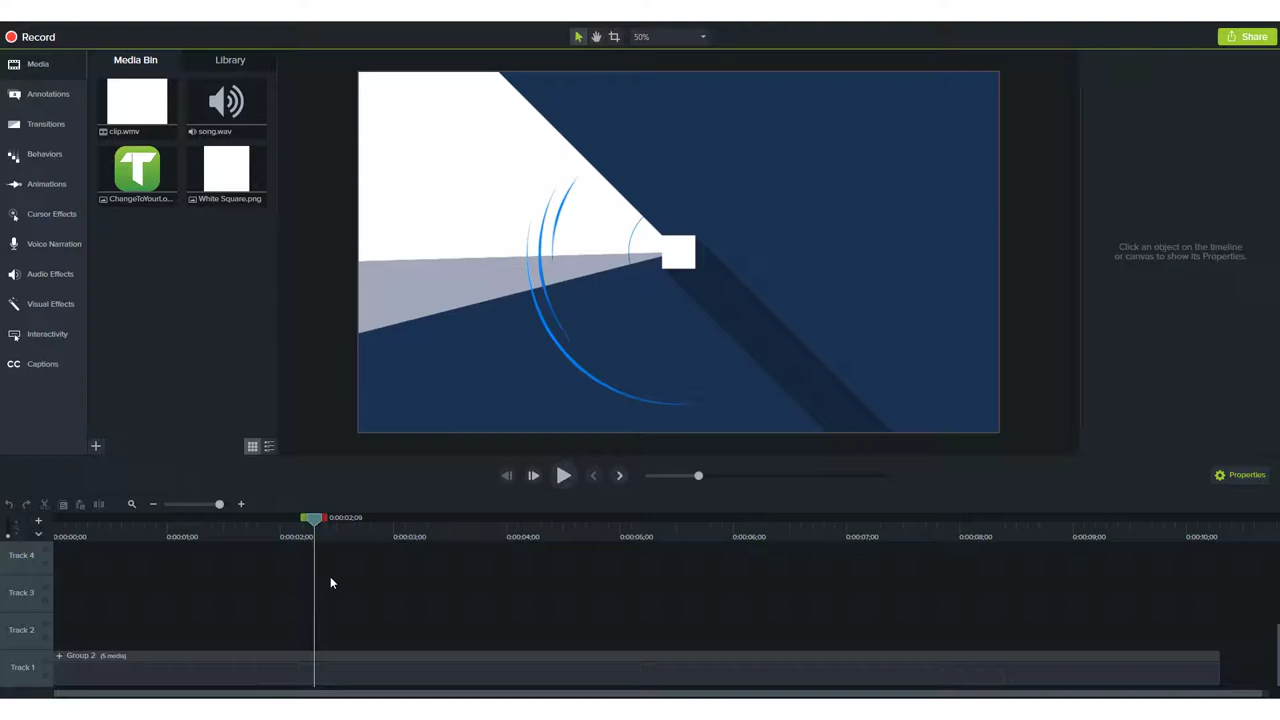 Record
50%
Share
Media
Media Bin
Library
Annotations
clip.wmv
song.wav
Transitions
Behaviors
T
ChangeToYourLo...
White Square.png
Animations
Cursor Effects
Voice Narration
Click an object on the timeline
or canvas to show its Properties.
Audio Effects
Visual Effects
Interactivity
CC Captions
Properties
0:00:02;09
0:00:00;00 0:00:01;00 0:00:02;00 0:00:03;00 0:00:04;00 0:00:05;00 0:00:06;00 0:00:07;00 0:00:08;00 0:00:09;00 0:00:10;00
Track 4
Track 3
Track 2
+ Group 2 (5 media)
Track 1